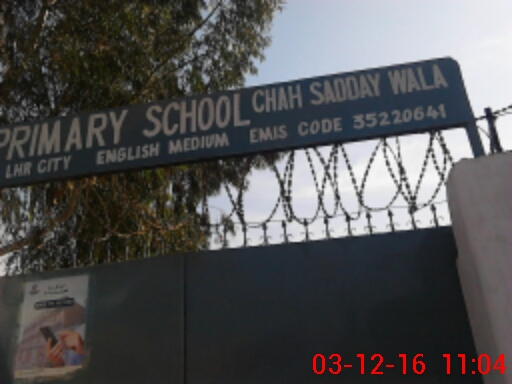 PRIMARY SCHOOL CHAH SADDAY WALA
LHR CITY ENGLISH MEDIUM EMIS CODE 35220641
03-12-16 11:04